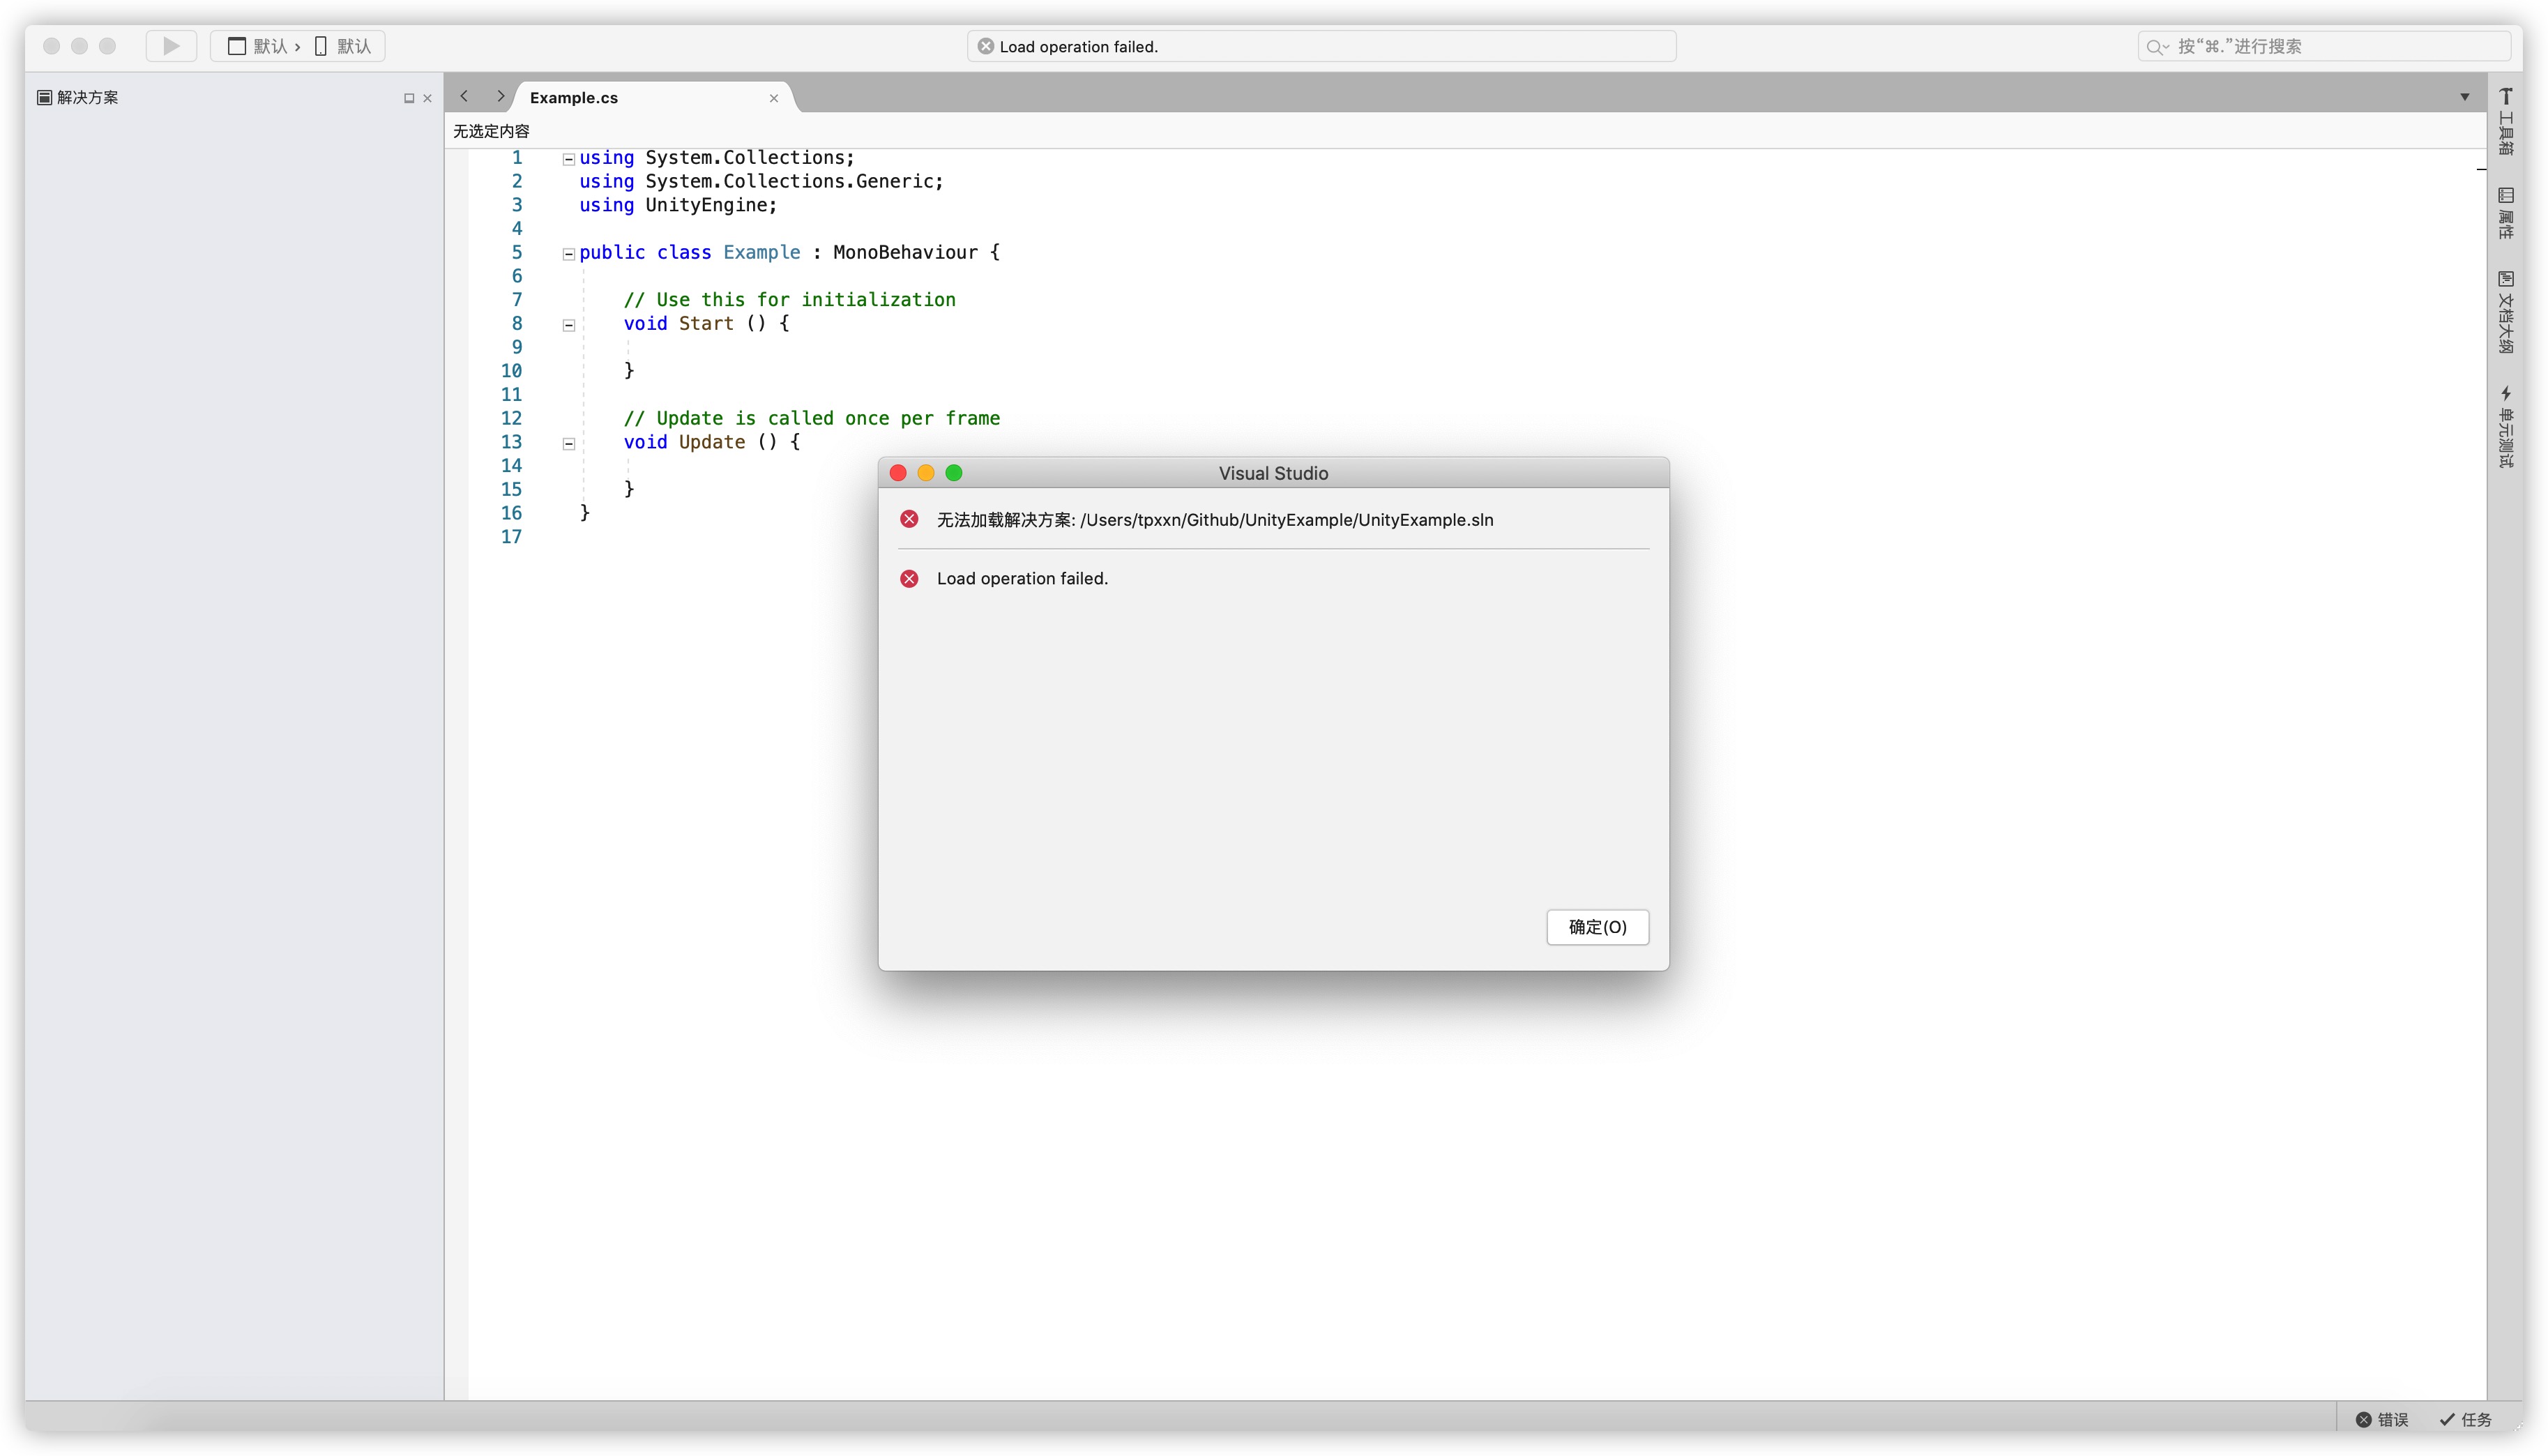 默认 › 默认
Load operation failed.
按“⌘.”进行搜索
解决方案
Example.cs
无选定内容
1 using System.Collections;
2 using System.Collections.Generic;
3 using UnityEngine;
4
5 public class Example : MonoBehaviour {
6
7 // Use this for initialization
8 void Start () {
9
10 }
11
12 // Update is called once per frame
13 void Update () {
14
15 }
16 }
17
Visual Studio
无法加载解决方案: /Users/tpxxn/Github/UnityExample/UnityExample.sln
Load operation failed.
确定(O)
工具箱
属性
文档大纲
单元测试
错误
任务